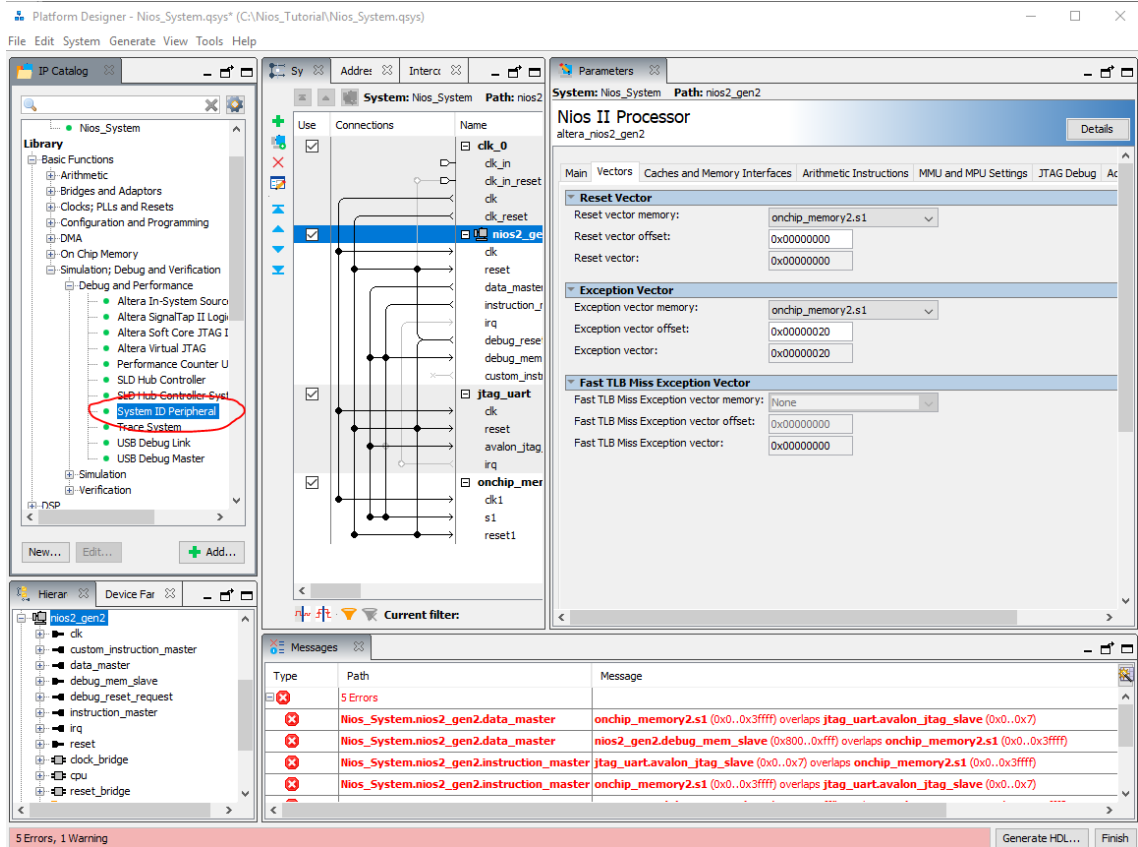 Platform Designer - Nios_System.qsys* (C:\Nios_Tutorial\Nios_System.qsys)
File Edit System Generate View Tools Help
IP Catalog
Nios_System
Library
Basic Functions
Arithmetic
Bridges and Adaptors
Clocks; PLLs and Resets
Configuration and Programming
DMA
On Chip Memory
Simulation; Debug and Verification
Debug and Performance
Altera In-System Sourc
Altera SignalTap II Logi
Altera Soft Core JTAG I
Altera Virtual JTAG
Performance Counter U
SLD Hub Controller
SLD Hub Controller Syst
System ID Peripheral
Trace System
USB Debug Link
USB Debug Master
Simulation
Verification
DSP
New... Edit... Add...
Hierar Device Far
nios2_gen2
clk
custom_instruction_master
data_master
debug_mem_slave
debug_reset_request
instruction_master
irq
reset
clock_bridge
cpu
reset_bridge
Sy Addre: Interc
System: Nios_System Path: nios2
Use Connections Name
clk_0
clk_in
clk_in_reset
clk
clk_reset
nios2_ge
clk
reset
data_master
instruction_r
irq
debug_reset
debug_mem
custom_instr
jtag_uart
clk
reset
avalon_jtag
irq
onchip_mer
clk1
s1
reset1
Current filter:
Parameters
System: Nios_System Path: nios2_gen2
Nios II Processor
altera_nios2_gen2
Details
Main Vectors Caches and Memory Interfaces Arithmetic Instructions MMU and MPU Settings JTAG Debug Ac
Reset Vector
Reset vector memory: onchip_memory2.s1
Reset vector offset: 0x00000000
Reset vector: 0x00000000
Exception Vector
Exception vector memory: onchip_memory2.s1
Exception vector offset: 0x00000020
Exception vector: 0x00000020
Fast TLB Miss Exception Vector
Fast TLB Miss Exception vector memory: None
Fast TLB Miss Exception vector offset: 0x00000000
Fast TLB Miss Exception vector: 0x00000000
Messages
Type Path Message
5 Errors
Nios_System.nios2_gen2.data_master onchip_memory2.s1 (0x0..0x3ffff) overlaps jtag_uart.avalon_jtag_slave (0x0..0x7)
Nios_System.nios2_gen2.data_master nios2_gen2.debug_mem_slave (0x800..0xfff) overlaps onchip_memory2.s1 (0x0..0x3ffff)
Nios_System.nios2_gen2.instruction_master jtag_uart.avalon_jtag_slave (0x0..0x7) overlaps onchip_memory2.s1 (0x0..0x3ffff)
Nios_System.nios2_gen2.instruction_master onchip_memory2.s1 (0x0..0x3ffff) overlaps jtag_uart.avalon_jtag_slave (0x0..0x7)
5 Errors, 1 Warning
Generate HDL... Finish